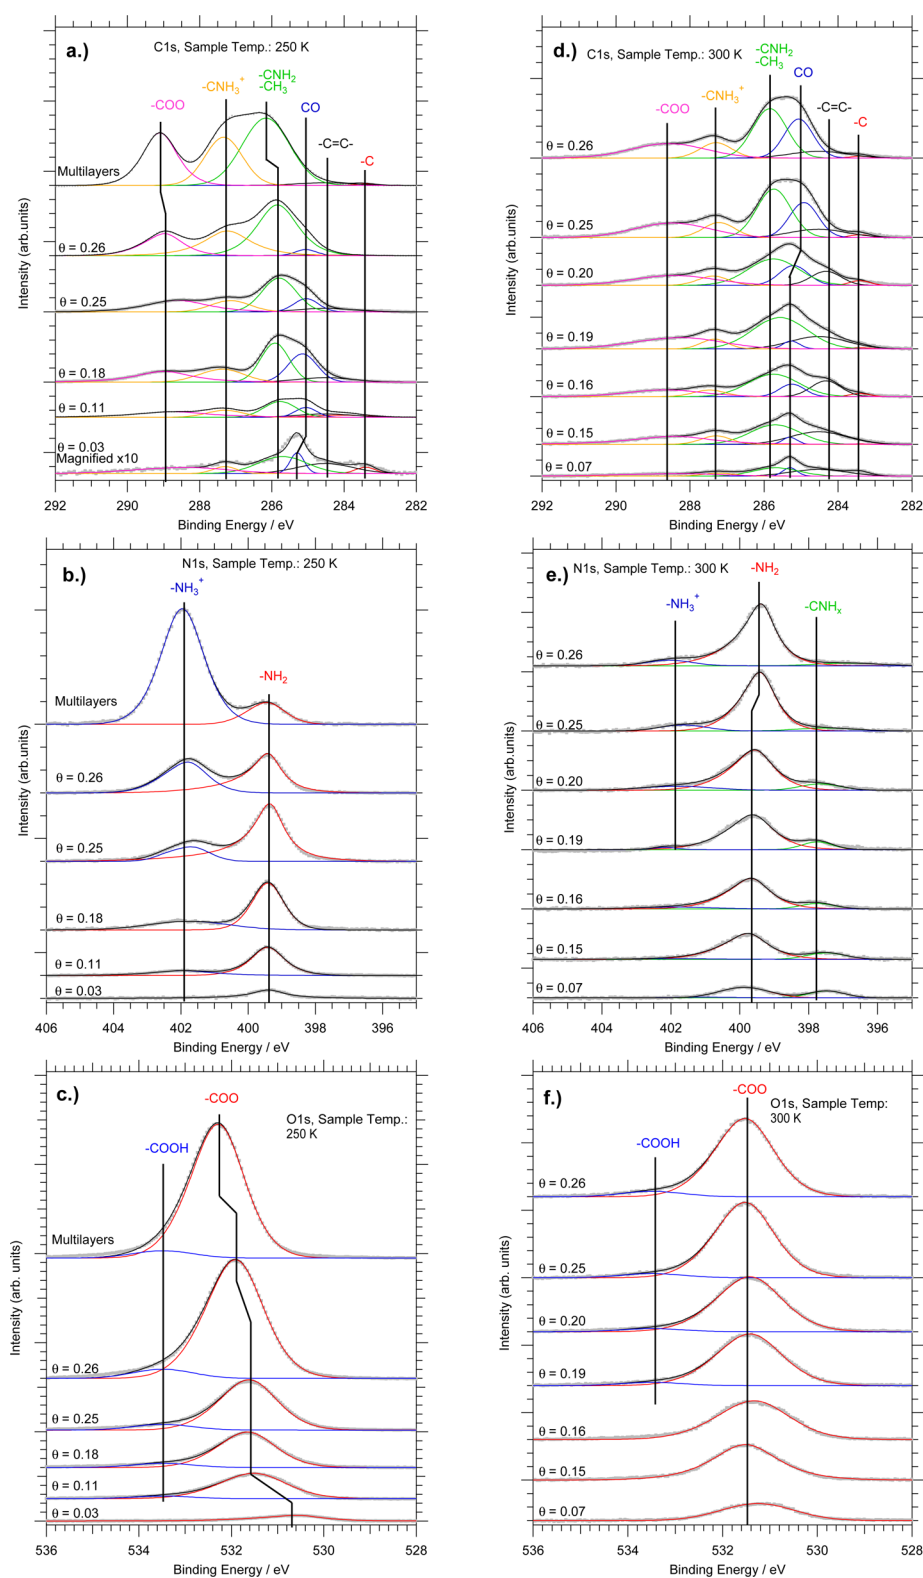 a.)
C1s, Sample Temp.: 250 K
-COO
-CNH3+
-CNH2
-CH3
CO
-C=C-
-C
Multilayers
θ = 0.26
θ = 0.25
θ = 0.18
θ = 0.11
θ = 0.03
Magnified x10
Intensity (arb.units)
292 290 288 286 284 282
Binding Energy / eV
d.)
C1s, Sample Temp.: 300 K
-COO
-CNH3+
-CNH2
-CH3
CO
-C=C-
-C
θ = 0.26
θ = 0.25
θ = 0.20
θ = 0.19
θ = 0.16
θ = 0.15
θ = 0.07
Intensity (arb.units)
292 290 288 286 284 282
Binding Energy / eV
b.)
N1s, Sample Temp.: 250 K
-NH3+
-NH2
Multilayers
θ = 0.26
θ = 0.25
θ = 0.18
θ = 0.11
θ = 0.03
Intensity (arb.units)
406 404 402 400 398 396
Binding Energy / eV
e.)
N1s, Sample Temp.: 300 K
-NH3+
-NH2
-CNHx
θ = 0.26
θ = 0.25
θ = 0.20
θ = 0.19
θ = 0.16
θ = 0.15
θ = 0.07
Intensity (arb.units)
406 404 402 400 398 396
Binding Energy / eV
c.)
O1s, Sample Temp.:
250 K
-COOH
-COO
Multilayers
θ = 0.26
θ = 0.25
θ = 0.18
θ = 0.11
θ = 0.03
Intensity (arb. units)
536 534 532 530 528
Binding Energy / eV
f.)
O1s, Sample Temp:
300 K
-COOH
-COO
θ = 0.26
θ = 0.25
θ = 0.20
θ = 0.19
θ = 0.16
θ = 0.15
θ = 0.07
Intensity (arb. units)
536 534 532 530 528
Binding Energy / eV